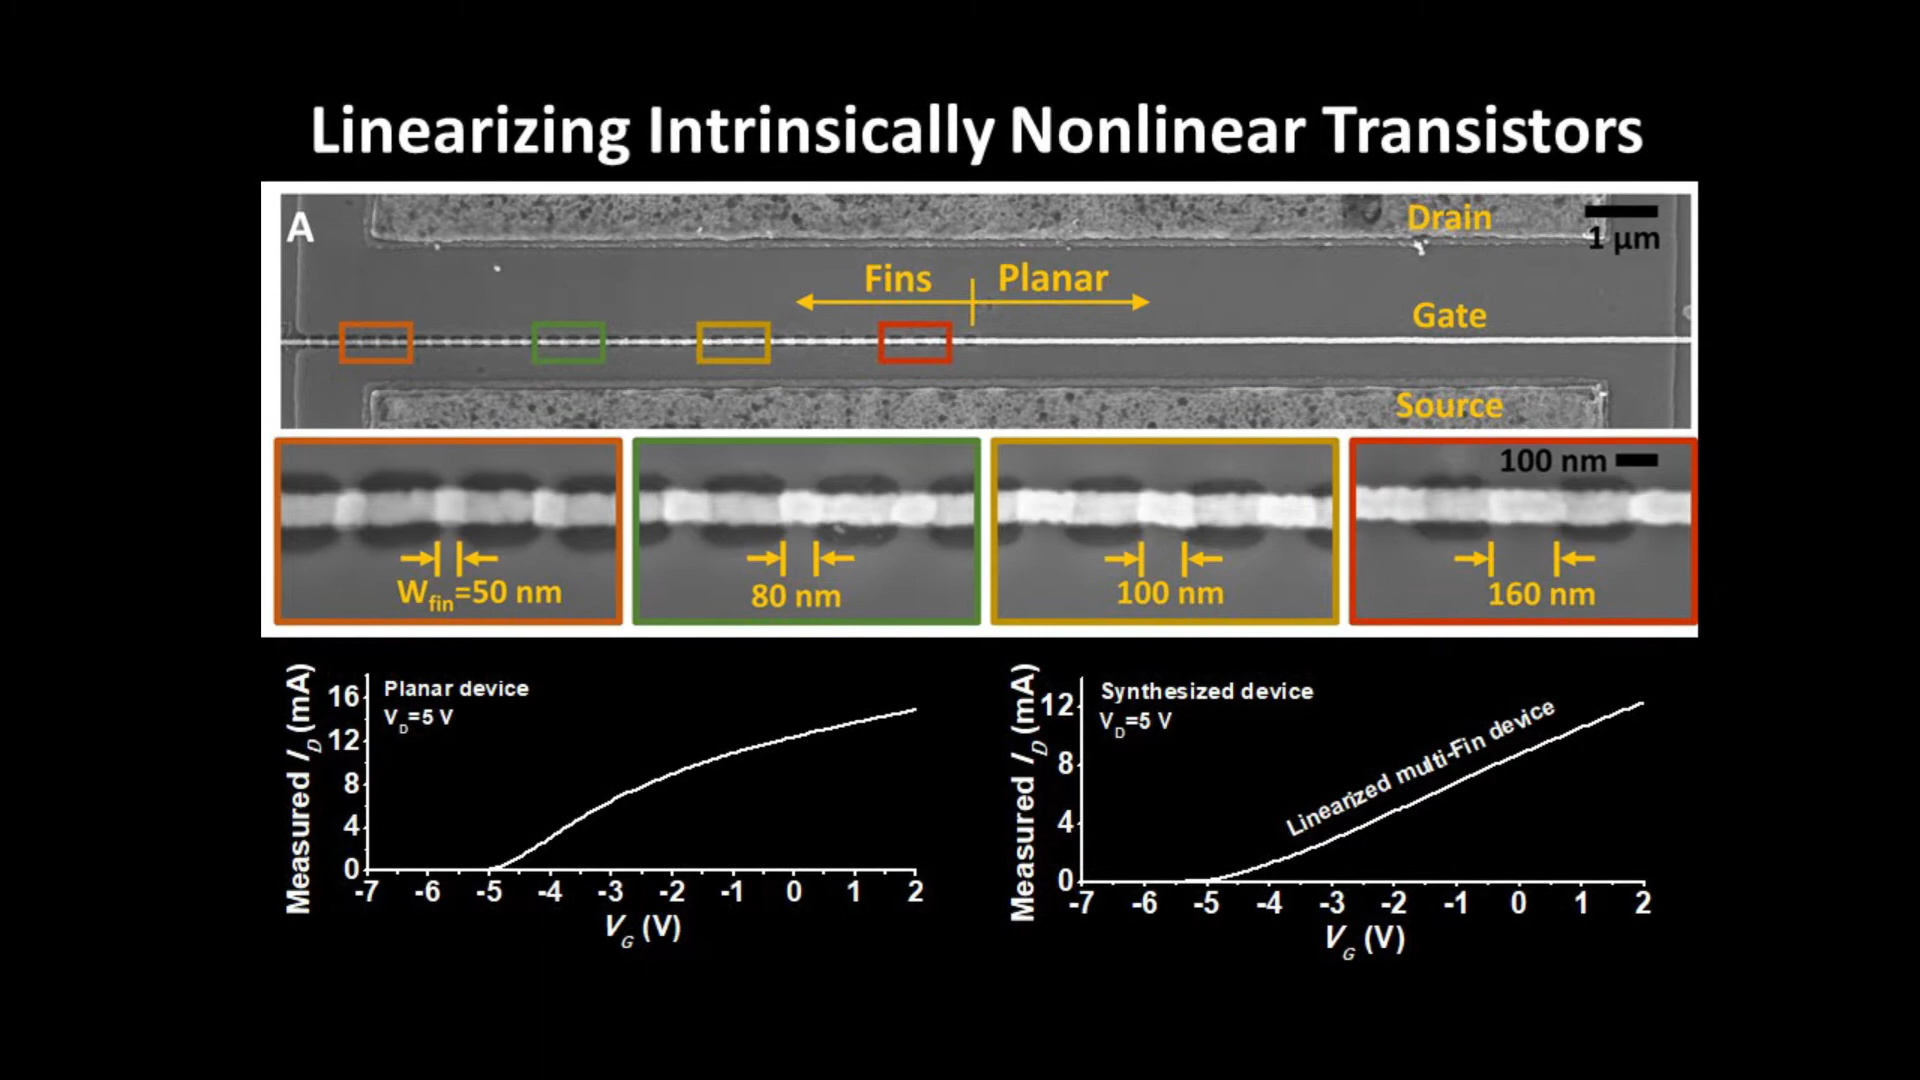 Linearizing Intrinsically Nonlinear Transistors
A
Drain
1 µm
Fins
Planar
Gate
Source
100 nm
W_fin=50 nm
80 nm
100 nm
160 nm
Measured I_D (mA)
16
12
8
4
0
Planar device
V_D=5 V
-7 -6 -5 -4 -3 -2 -1 0 1 2
V_G (V)
Measured I_D (mA)
12
8
4
0
Synthesized device
V_D=5 V
Linearized multi-Fin device
-7 -6 -5 -4 -3 -2 -1 0 1 2
V_G (V)